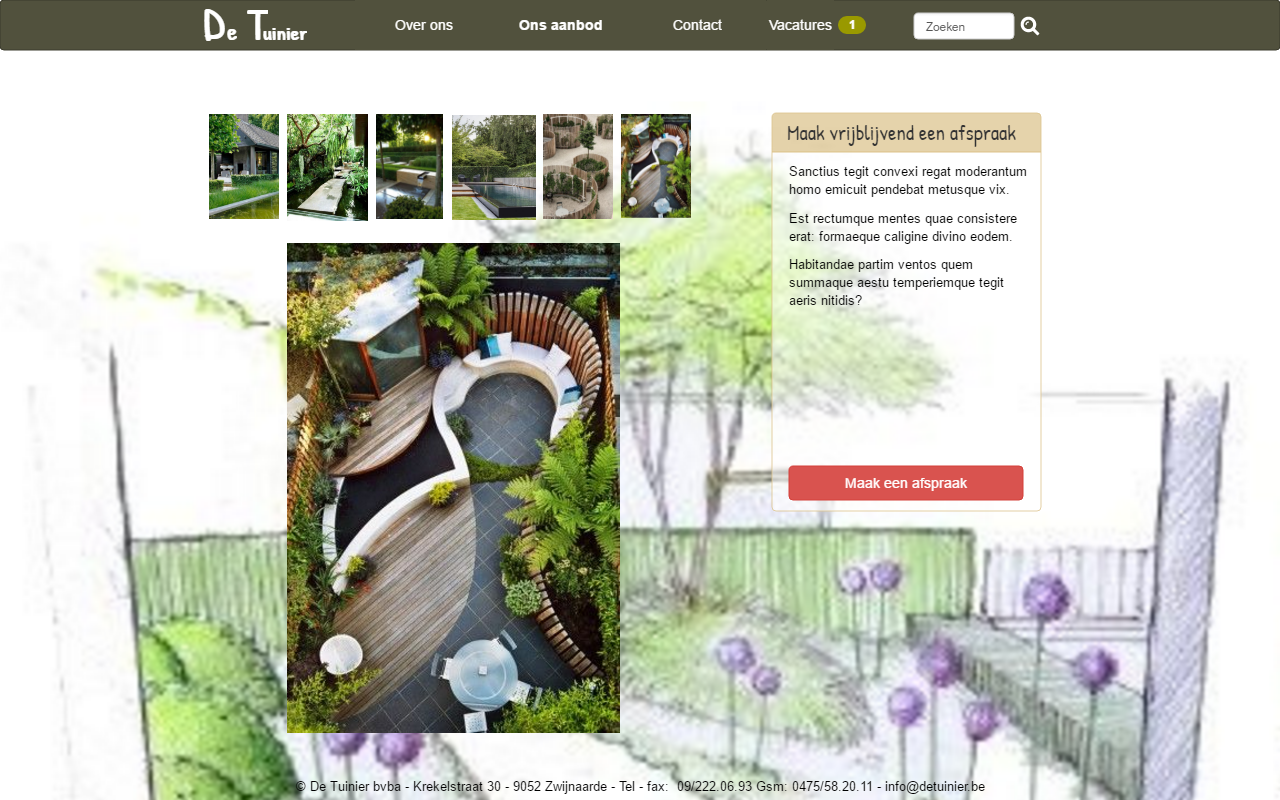 De Tuinier
Over ons
Ons aanbod
Contact
Vacatures 1
Zoeken
Maak vrijblijvend een afspraak
Sanctius tegit convexi regat moderantum
homo emicuit pendebat metusque vix.
Est rectumque mentes quae consistere
erat: formaeque caligine divino eodem.
Habitandae partim ventos quem
summaque aestu temperiemque tegit
aeris nitidis?
Maak een afspraak
© De Tuinier bvba - Krekelstraat 30 - 9052 Zwijnaarde - Tel - fax: 09/222.06.93 Gsm: 0475/58.20.11 - info@detuinier.be